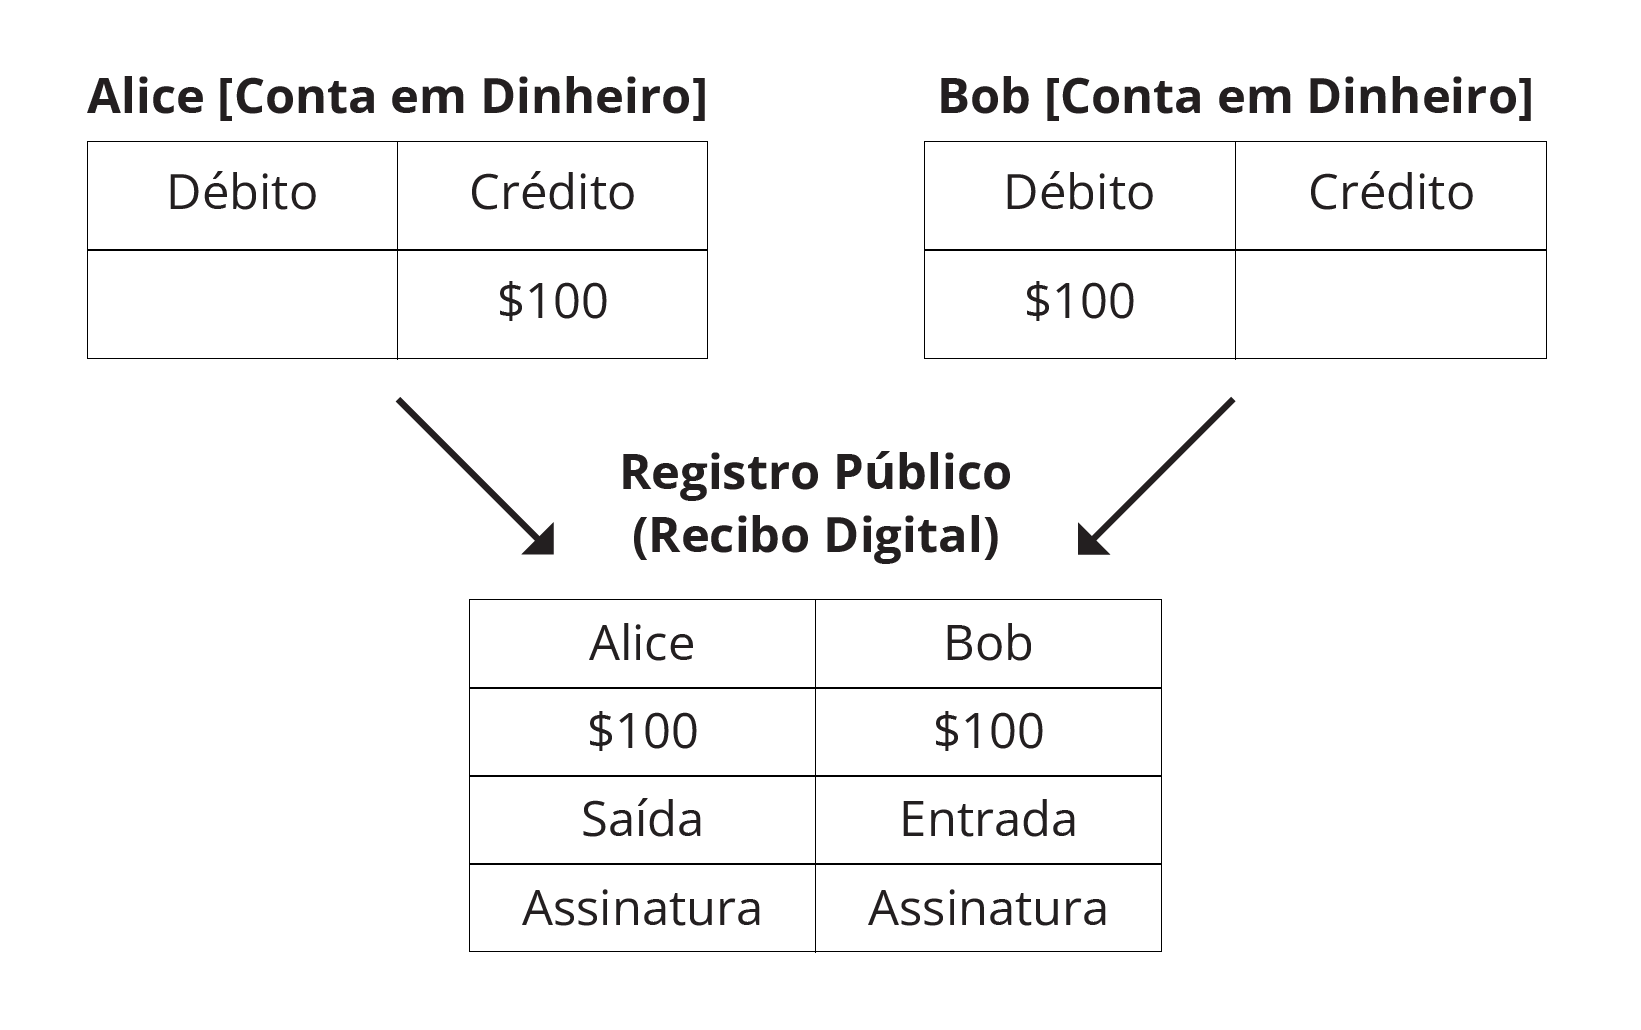 Alice [Conta em Dinheiro]
Bob [Conta em Dinheiro]
Débito Crédito
$100
Débito Crédito
$100
Registro Público
(Recibo Digital)
Alice Bob
$100 $100
Saída Entrada
Assinatura Assinatura